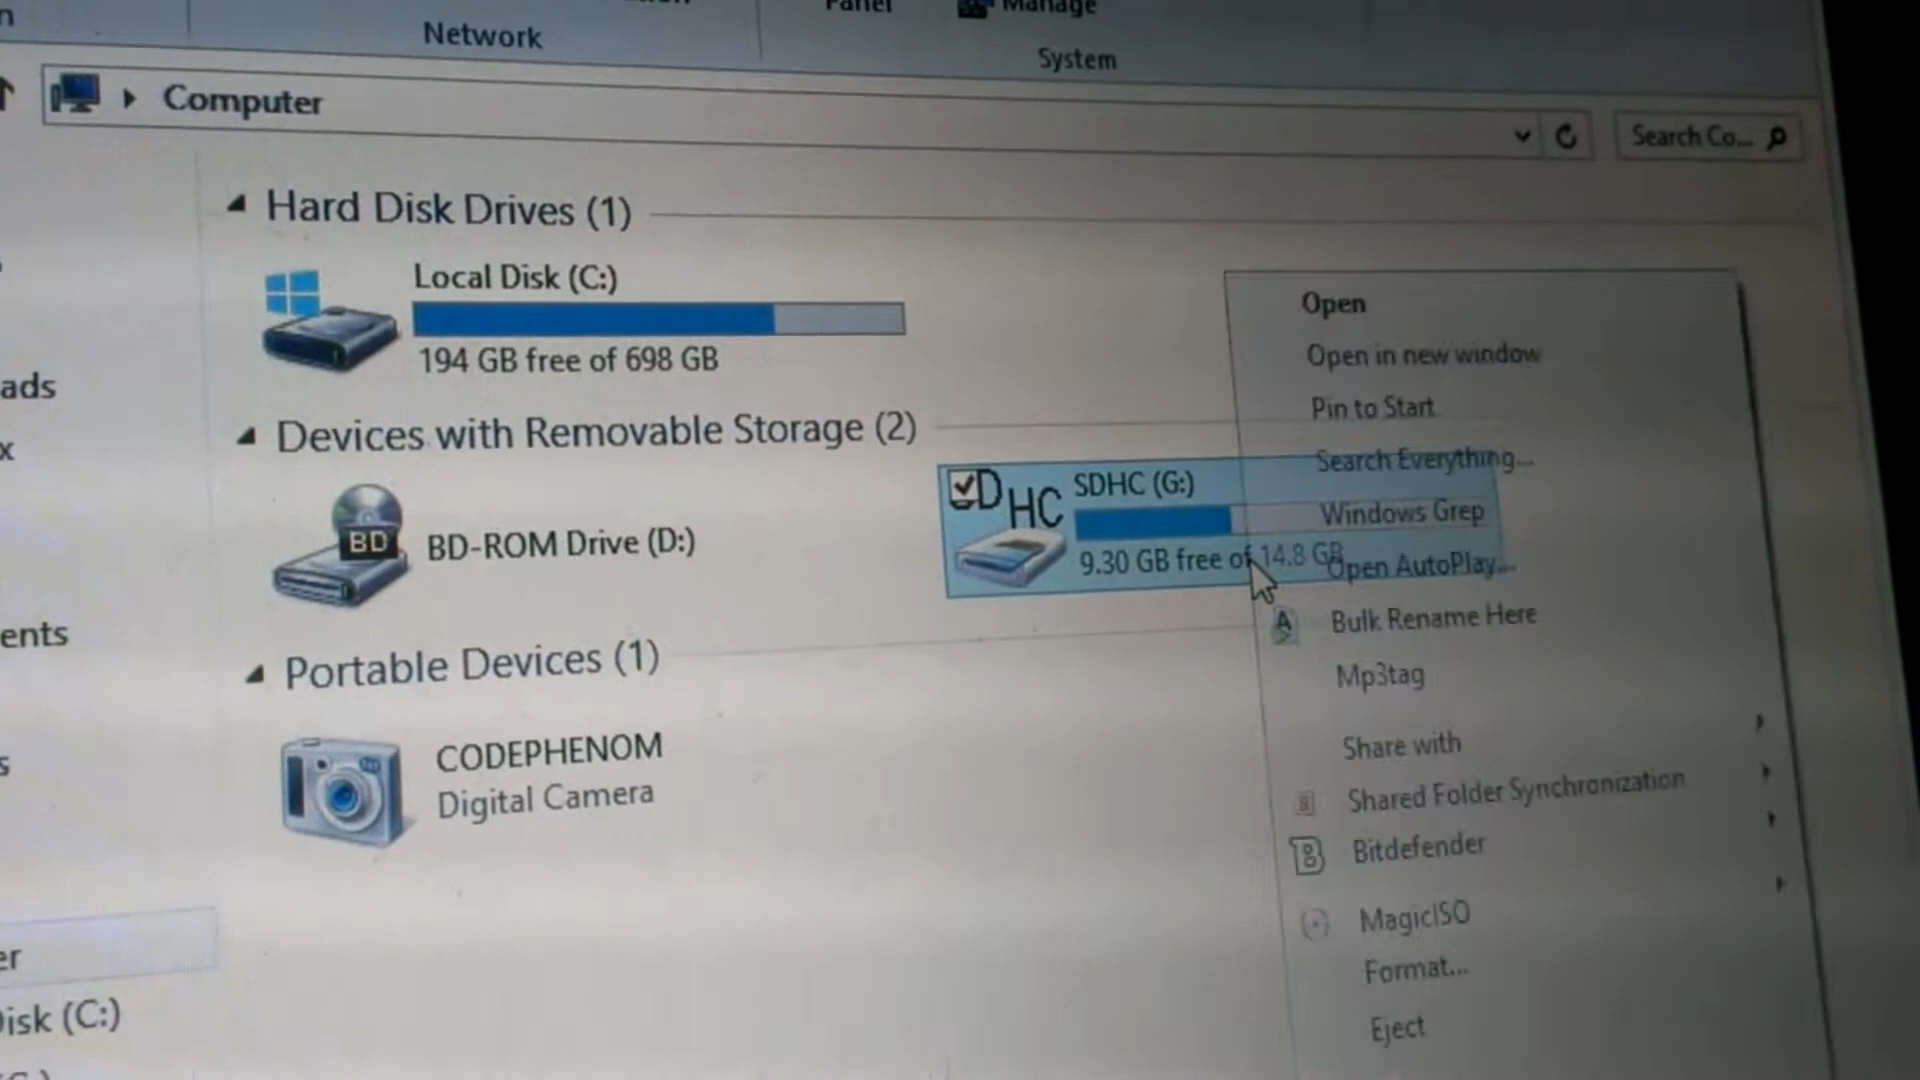 Panel
Manage
Network
System
Computer
Search Co...
Hard Disk Drives (1)
Local Disk (C:)
194 GB free of 698 GB
Devices with Removable Storage (2)
BD
BD-ROM Drive (D:)
D HC
SDHC (G:)
9.30 GB free of 14.8 GB
Portable Devices (1)
CODEPHENOM
Digital Camera
Open
Open in new window
Pin to Start
Search Everything...
Windows Grep
Open AutoPlay...
Bulk Rename Here
Mp3tag
Share with
Shared Folder Synchronization
B Bitdefender
MagicISO
Format...
Eject
ads
x
ents
s
er
Disk (C:)